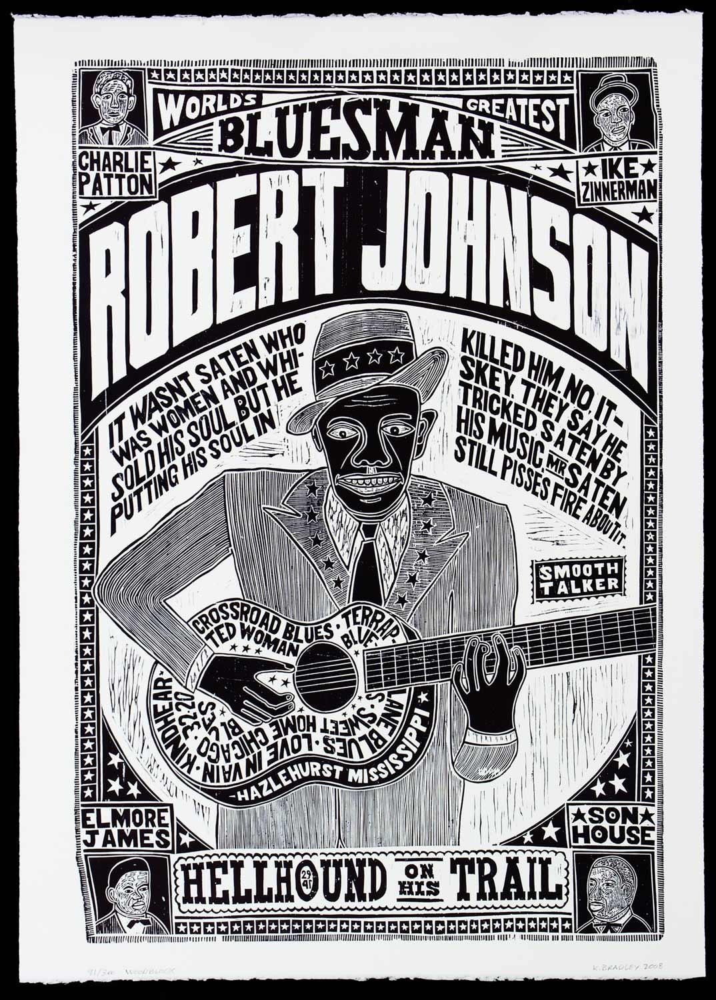 WORLD'S
GREATEST
BLUESMAN
CHARLIE
PATTON
★IKE★
ZINNERMAN
ROBERT JOHNSON
IT WASNT SATEN WHO
WAS WOMEN AND WHI-
SOLD HIS SOUL. BUT HE
PUTTING HIS SOUL IN
KILLED HIM, NO, IT-
SKEY. THEY SAY HE
TRICKED SATEN BY
HIS MUSIC MR SATEN
STILL PISSES FIRE ABOUT IT.
SMOOTH
TALKER
CROSSROAD BLUES • TERRAP-
LANE BLUES • SWEET HOME
CHICAGO • 32 20
BLUES
LOVE IN VAIN • KINDHEAR-
TED WOMAN
BLUE-
S
HAZLEHURST MISSISSIPPI ★
ELMORE
JAMES
★SON★
HOUSE
HELLHOUND ON HIS TRAIL
29
91/300 WOODBLOCK
K. BRADLEY 2008